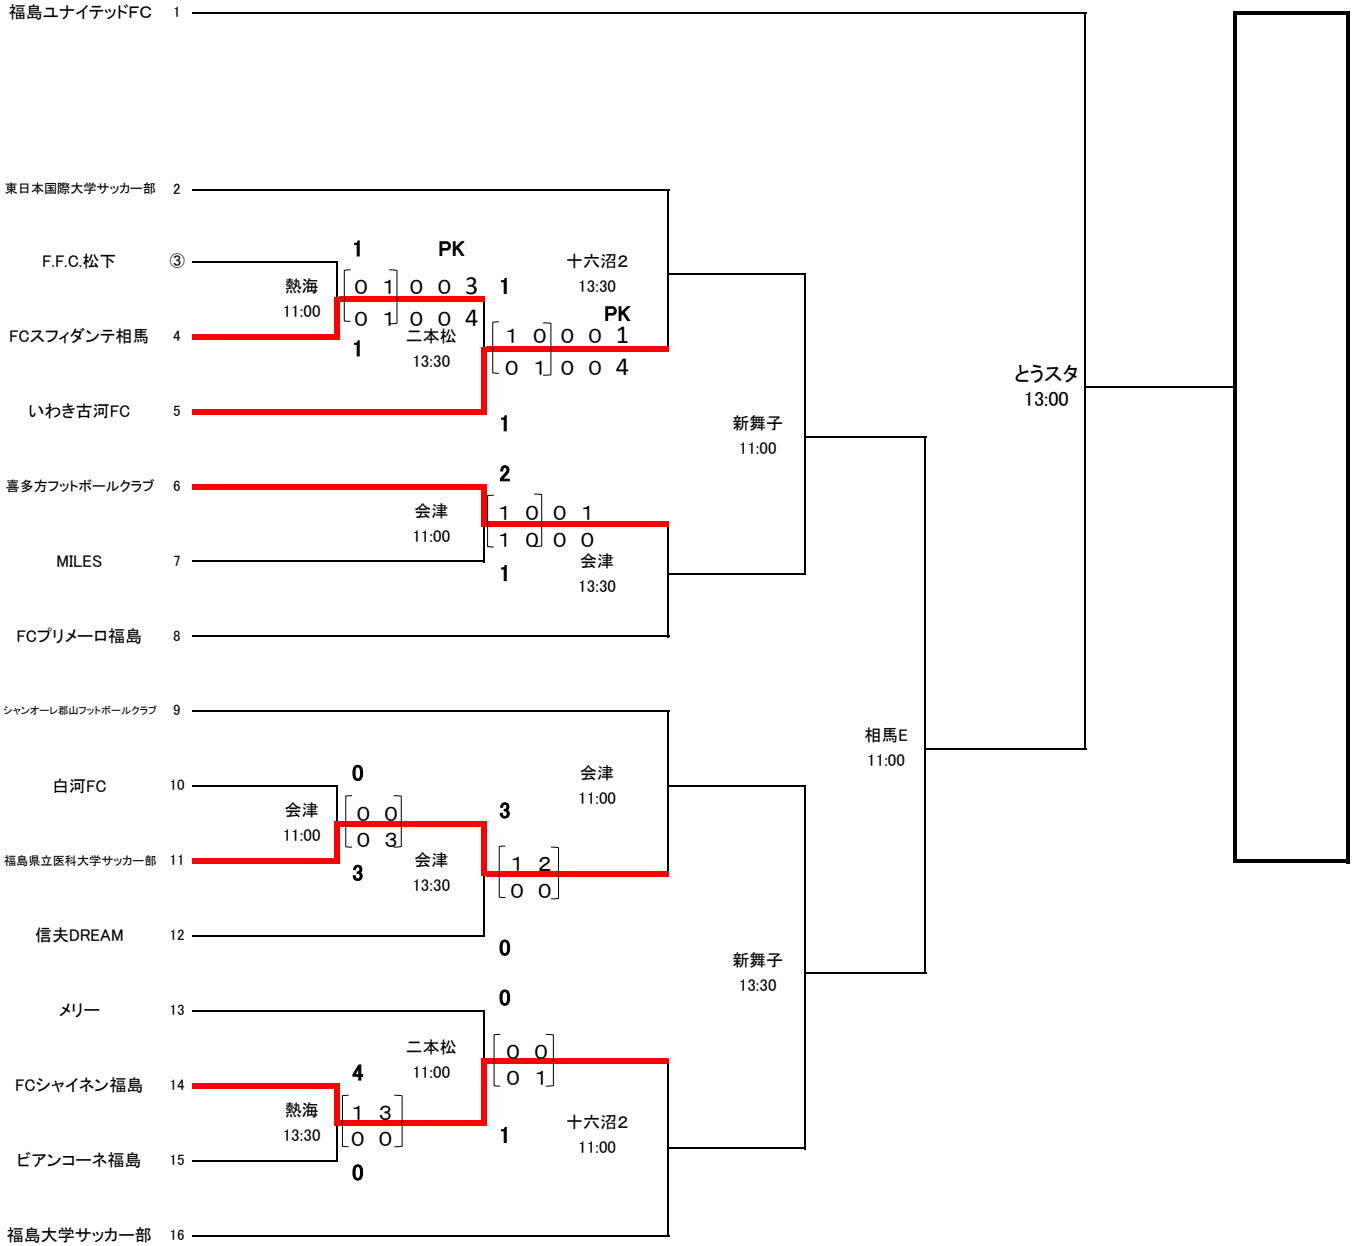 福島ユナイテッドFC 1
東日本国際大学サッカー部 2
1 PK
F.F.C.松下 ③
十六沼2
熱海
0 1 0 0 3
1
13:30
11:00
0 1 0 0 4
PK
FCスフィダンテ相馬 4
二本松
1 0 0 0 1
1
13:30
0 1 0 0 4
とうスタ
13:00
いわき古河FC 5
1
新舞子
11:00
2
喜多方フットボールクラブ 6
会津
1 0 0 1
11:00
1 0 0 0
MILES 7
1
会津
13:30
FCプリメーロ福島 8
シャンオーレ郡山フットボールクラブ 9
相馬E
11:00
0
会津
白河FC 10
11:00
会津
0 0
3
11:00
0 3
福島県立医科大学サッカー部 11
会津
1 2
3
13:30
0 0
信夫DREAM 12
0
新舞子
13:30
0
メリー 13
二本松
0 0
4
11:00
0 1
FCシャイネン福島 14
熱海
1 3
十六沼2
13:30
0 0
1
11:00
ビアンコーネ福島 15
0
福島大学サッカー部 16